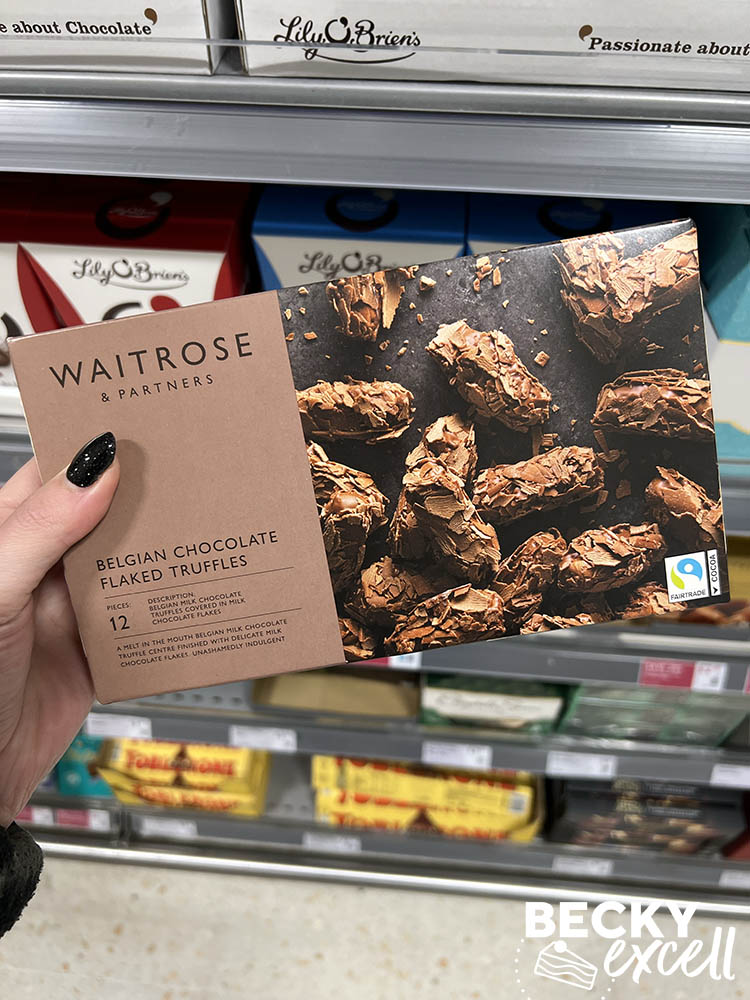 e about Chocolate
Lily O'Brien's
Passionate about
Lily O'Brien's
Lily O'Brien's
WAITROSE
& PARTNERS
BELGIAN CHOCOLATE
FLAKED TRUFFLES
PIECES:
12
DESCRIPTION:
BELGIAN MILK CHOCOLATE
TRUFFLES COVERED IN MILK
CHOCOLATE FLAKES
A MELT IN THE MOUTH BELGIAN MILK CHOCOLATE
TRUFFLE CENTRE FINISHED WITH DELICATE MILK
CHOCOLATE FLAKES. UNASHAMEDLY INDULGENT
FAIRTRADE
COCOA
TOBLERONE
TOBLERONE
BECKY
excell